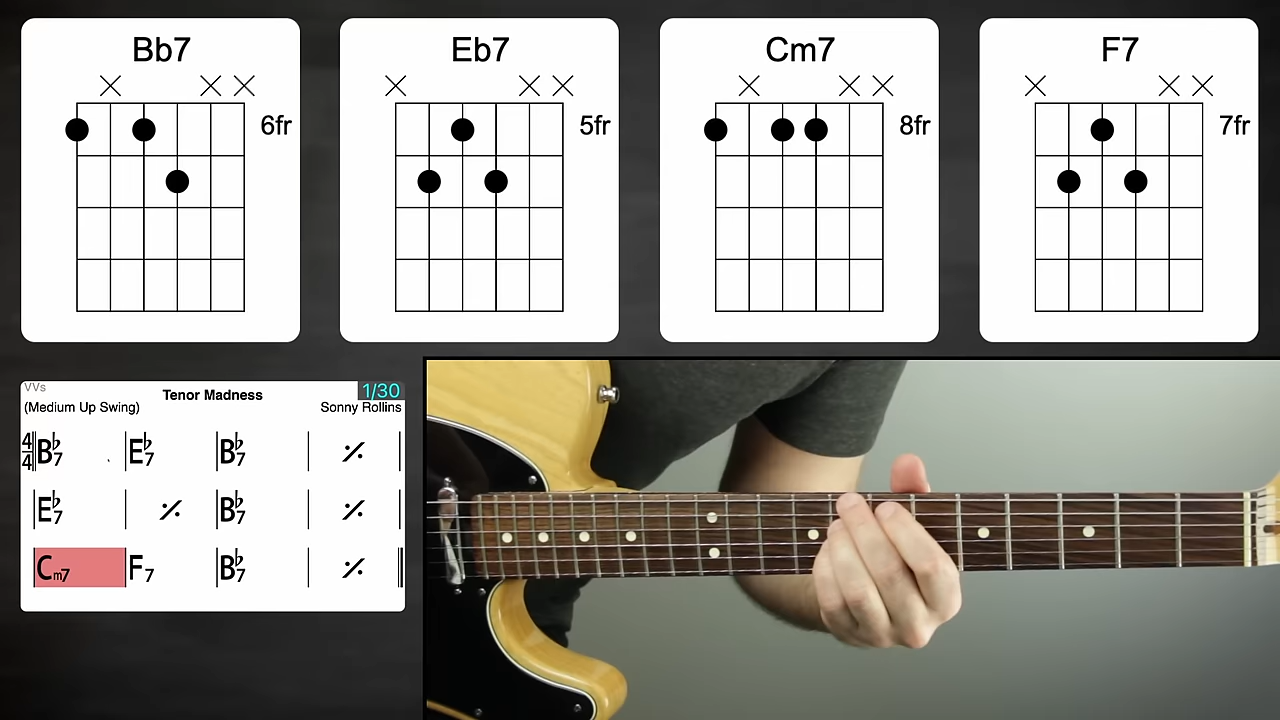 Bb7
Eb7
Cm7
F7
6fr
5fr
8fr
7fr
VVs
1/30
Tenor Madness
(Medium Up Swing)
Sonny Rollins
4/4 B♭7 E♭7 B♭7 𝄎
E♭7 𝄎 B♭7 𝄎
Cm7 F7 B♭7 𝄎